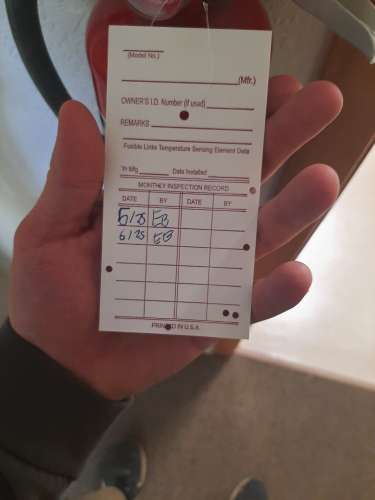 (Model No.)
(Mfr.)
OWNER'S I.D. Number (if used)
REMARKS
Fusible Links Temperature Sensing Element Data
Yr Mfg. Date Installed
MONTHLY INSPECTION RECORD
DATE BY DATE BY
5/25 EB
6/25 EB
PRINTED IN U.S.A.